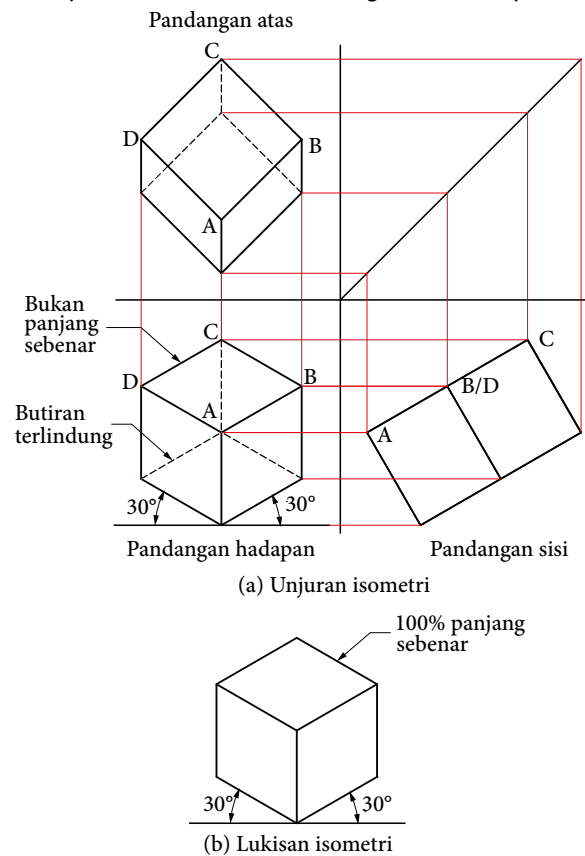 Pandangan atas
C
D
B
A
Bukan
panjang
sebenar
C
D
B
A
Butiran
terlindung
30°
30°
C
B/D
A
Pandangan hadapan
Pandangan sisi
(a) Unjuran isometri
100% panjang
sebenar
30°
30°
(b) Lukisan isometri